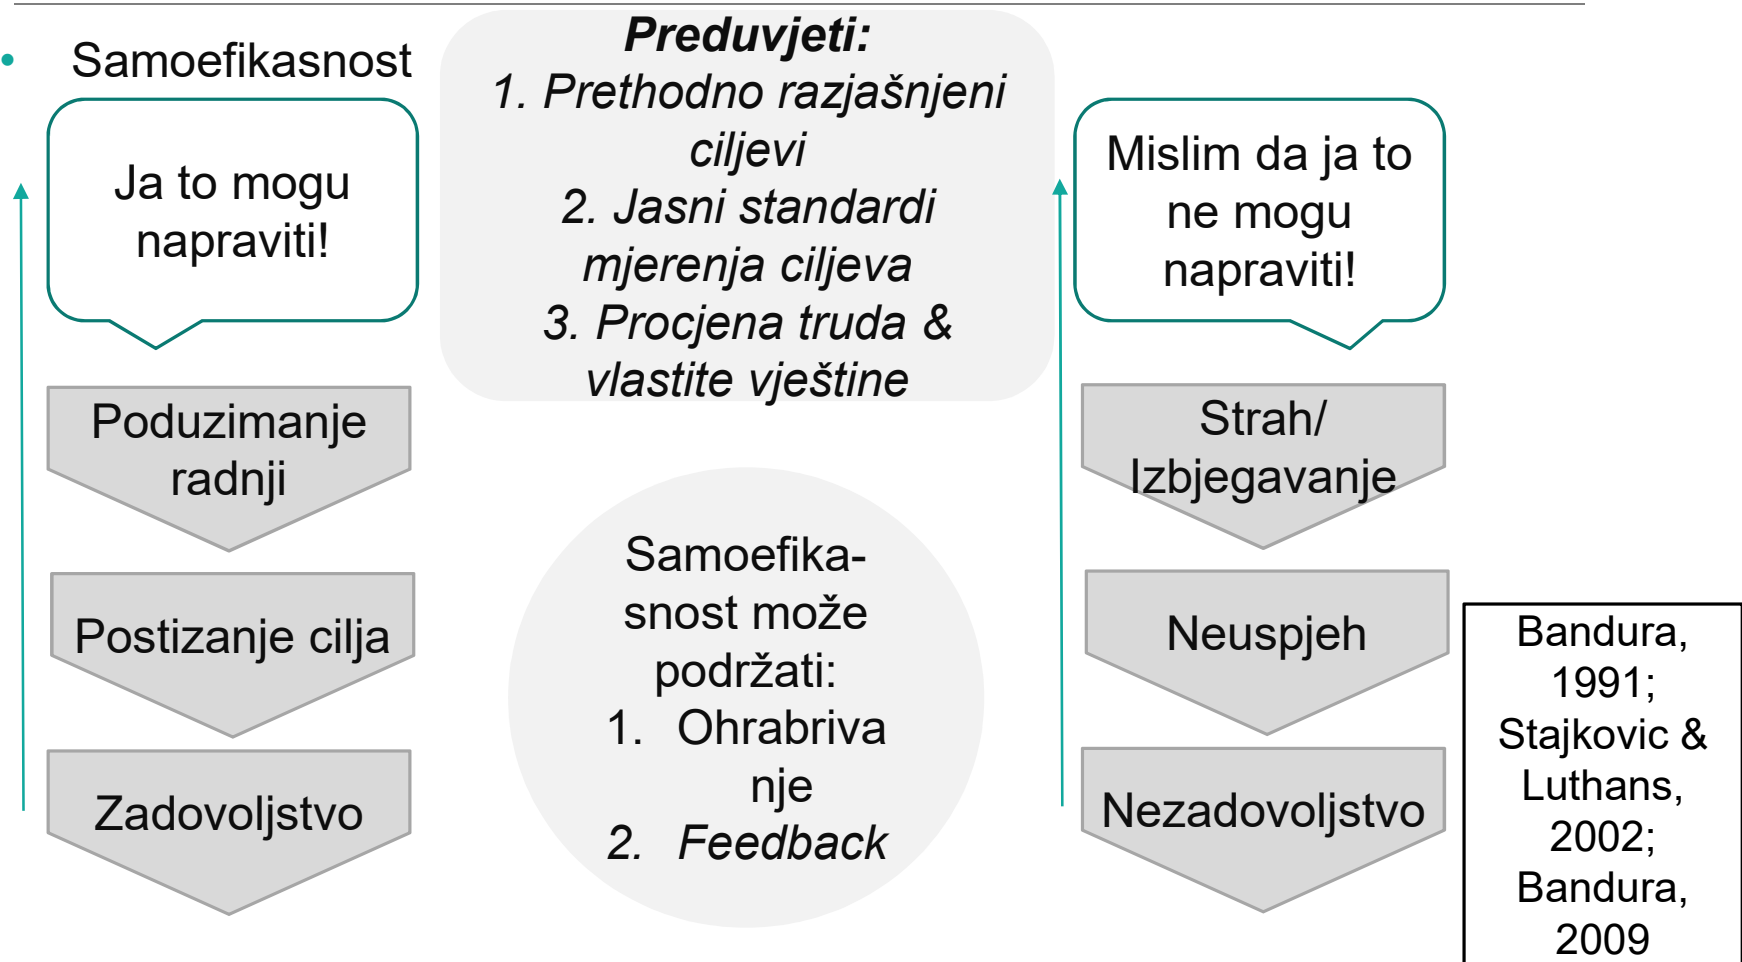 • Samoefikasnost
Ja to mogu
napraviti!
Poduzimanje
radnji
Postizanje cilja
Zadovoljstvo
Preduvjeti:
1. Prethodno razjašnjeni
ciljevi
2. Jasni standardi
mjerenja ciljeva
3. Procjena truda &
vlastite vještine
Samoefika-
snost može
podržati:
1. Ohrabriva
nje
2. Feedback
Mislim da ja to
ne mogu
napraviti!
Strah/
Izbjegavanje
Neuspjeh
Nezadovoljstvo
Bandura,
1991;
Stajkovic &
Luthans,
2002;
Bandura,
2009